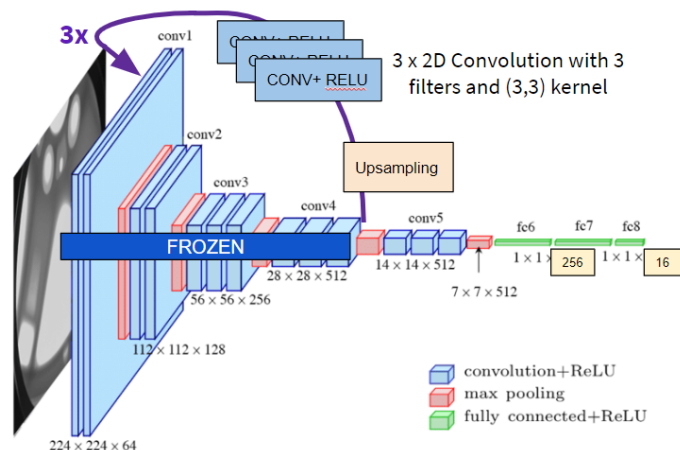 3x
conv1
CONV+ RELU
CONV+ RELU
CONV+ RELU
3 x 2D Convolution with 3
filters and (3,3) kernel
conv2
Upsampling
conv3
conv4
conv5
fc6
fc7
fc8
FROZEN
1 × 1 ×
256
1 × 1 ×
16
14 × 14 × 512
28 × 28 × 512
7 × 7 × 512
56 × 56 × 256
112 × 112 × 128
224 × 224 × 64
convolution+ReLU
max pooling
fully connected+ReLU